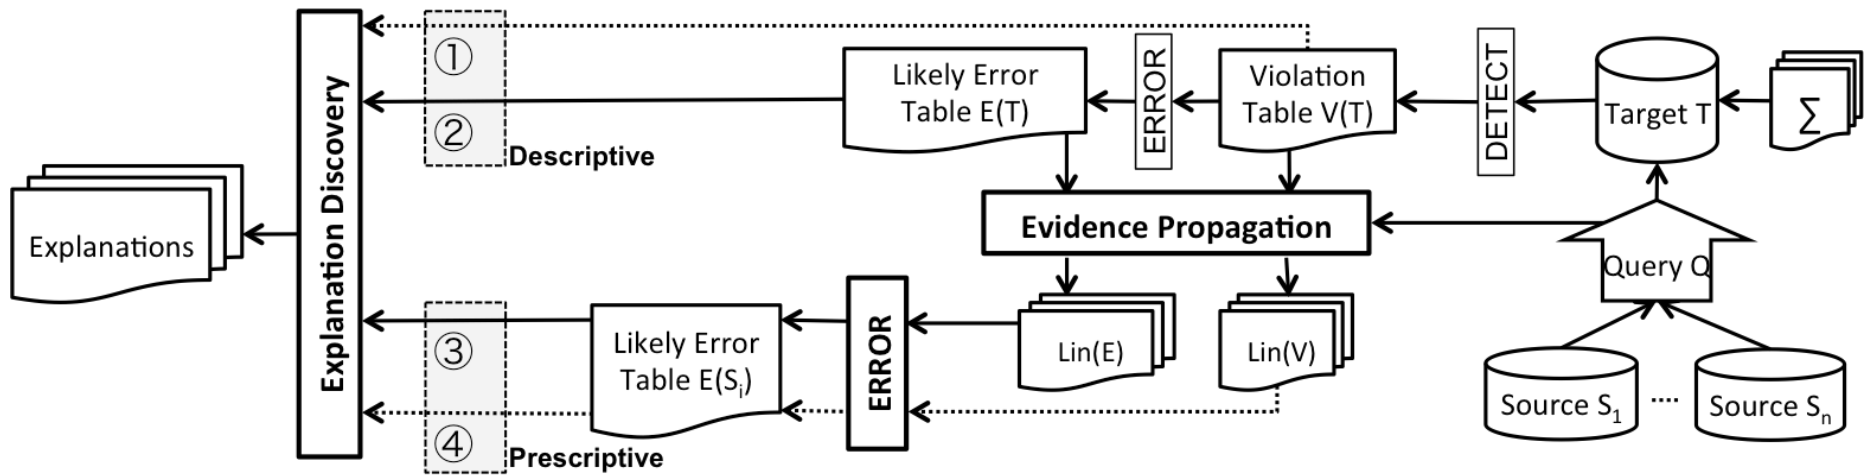 ①
②
Descriptive
Likely Error
Table E(T)
ERROR
Violation
Table V(T)
DETECT
Target T
∑
Explanations
Explanation Discovery
Evidence Propagation
Query Q
③
④
Prescriptive
Likely Error
Table E(Si)
ERROR
Lin(E)
Lin(V)
Source S1
.....
Source Sn